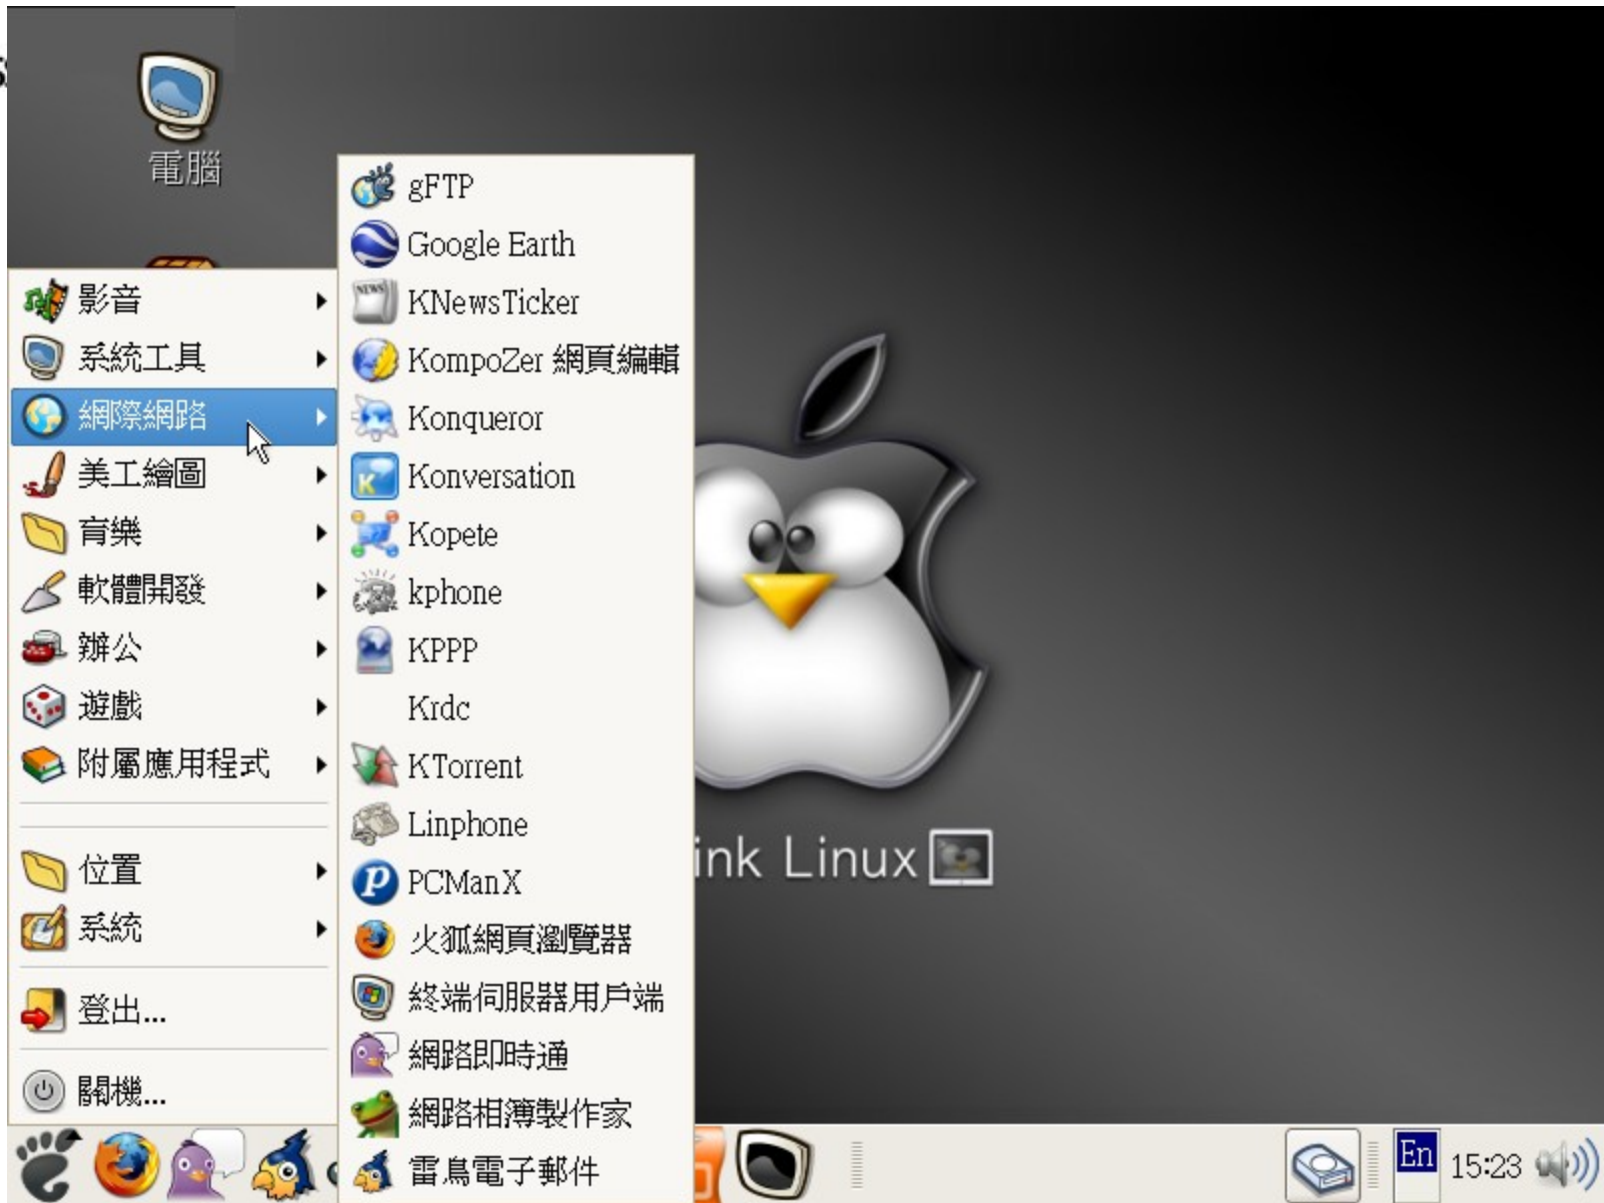 電腦
影音
系統工具
網際網路
美工繪圖
育樂
軟體開發
辦公
遊戲
附屬應用程式
位置
系統
登出...
關機...
gFTP
Google Earth
KNewsTicker
KompoZer 網頁編輯
Konqueror
Konversation
Kopete
kphone
KPPP
Krdc
KTorrent
Linphone
PCManX
火狐網頁瀏覽器
終端伺服器用戶端
網路即時通
網路相簿製作家
雷鳥電子郵件
ink Linux
En 15:23